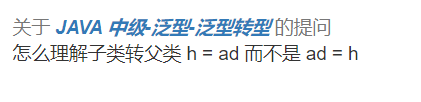 关于 JAVA 中级-泛型-泛型转型 的提问
怎么理解子类转父类 h = ad 而不是 ad = h